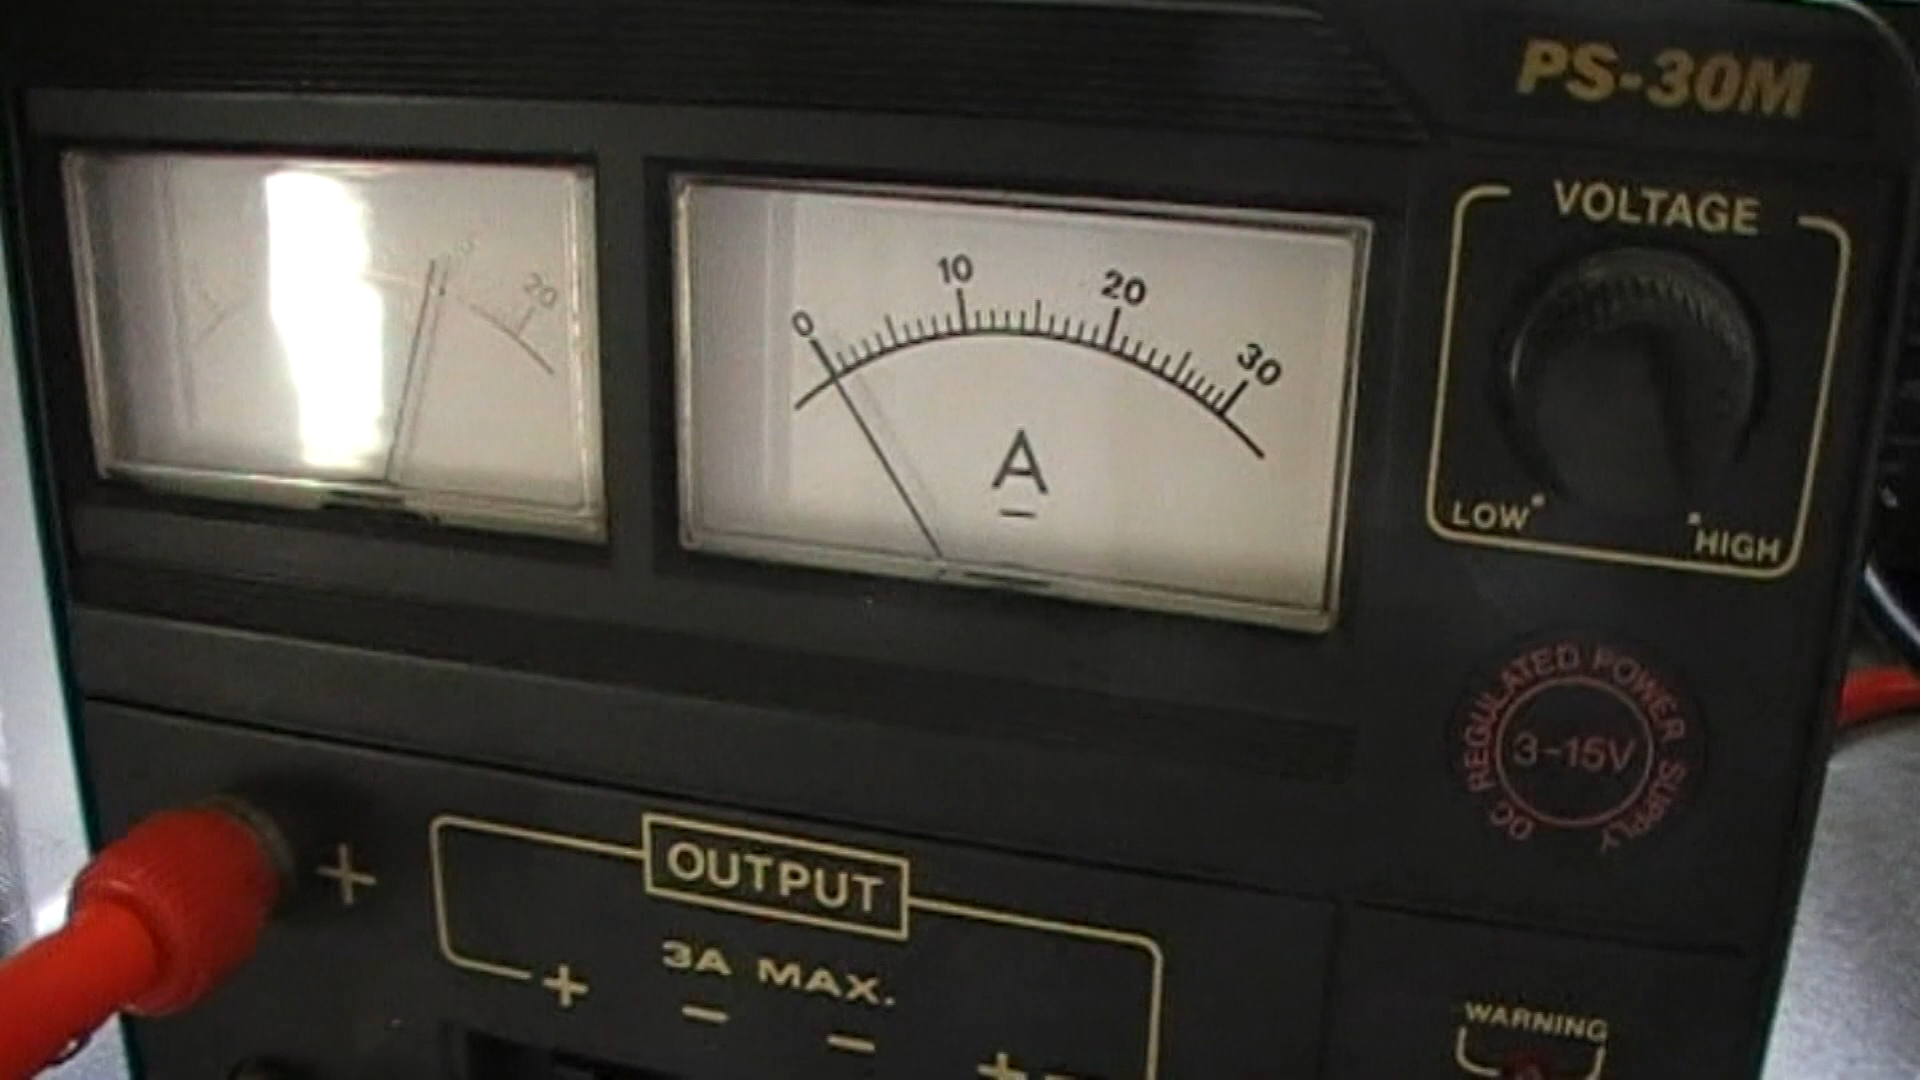 PS-30M
20
0 10 20 30
A
VOLTAGE
LOW HIGH
DC REGULATED POWER SUPPLY
3-15V
+
OUTPUT
3A MAX.
+ − − +
WARNING